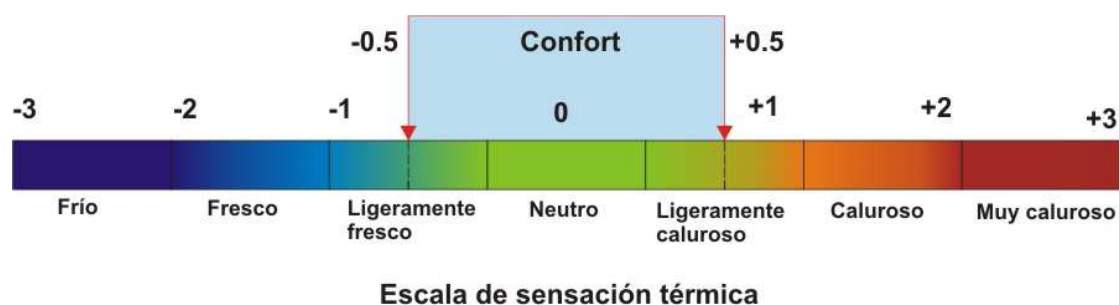 -0.5 Confort +0.5
-3 -2 -1 0 +1 +2 +3
Frío Fresco Ligeramente fresco Neutro Ligeramente caluroso Caluroso Muy caluroso
Escala de sensación térmica